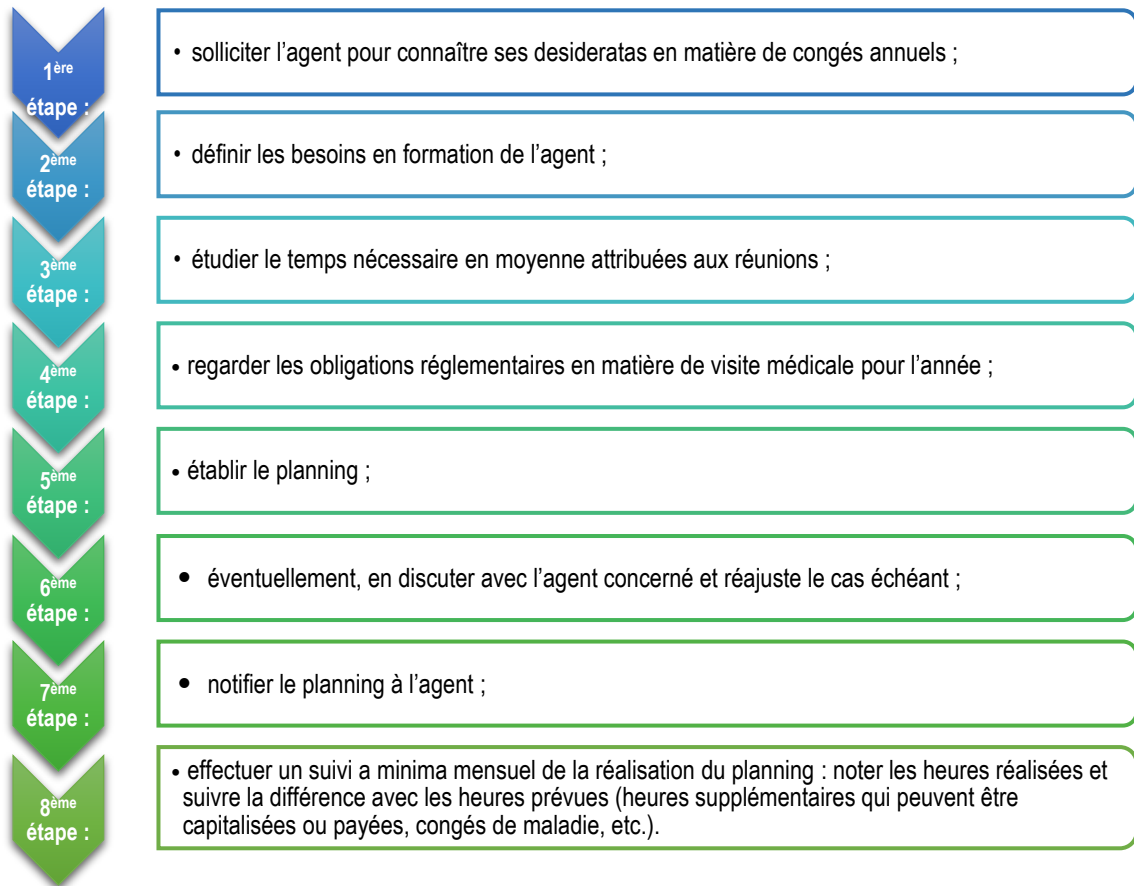 1ère
étape :
• solliciter l’agent pour connaître ses desideratas en matière de congés annuels ;
2ème
étape :
• définir les besoins en formation de l’agent ;
3ème
étape :
• étudier le temps nécessaire en moyenne attribuées aux réunions ;
4ème
étape :
• regarder les obligations réglementaires en matière de visite médicale pour l’année ;
5ème
étape :
• établir le planning ;
6ème
étape :
• éventuellement, en discuter avec l’agent concerné et réajuste le cas échéant ;
7ème
étape :
• notifier le planning à l’agent ;
8ème
étape :
• effectuer un suivi a minima mensuel de la réalisation du planning : noter les heures réalisées et
suivre la différence avec les heures prévues (heures supplémentaires qui peuvent être
capitalisées ou payées, congés de maladie, etc.).